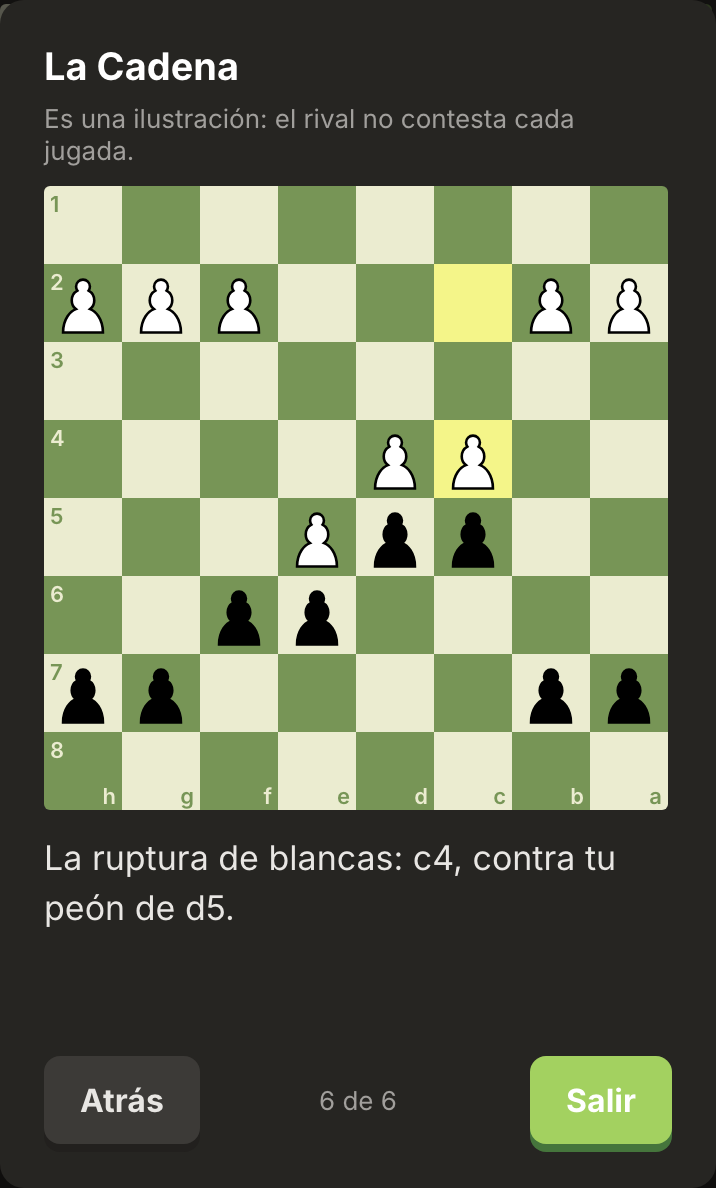 La Cadena
Es una ilustración: el rival no contesta cada
jugada.
1
2
3
4
5
6
7
8
h g f e d c b a
La ruptura de blancas: c4, contra tu
peón de d5.
Atrás 6 de 6 Salir